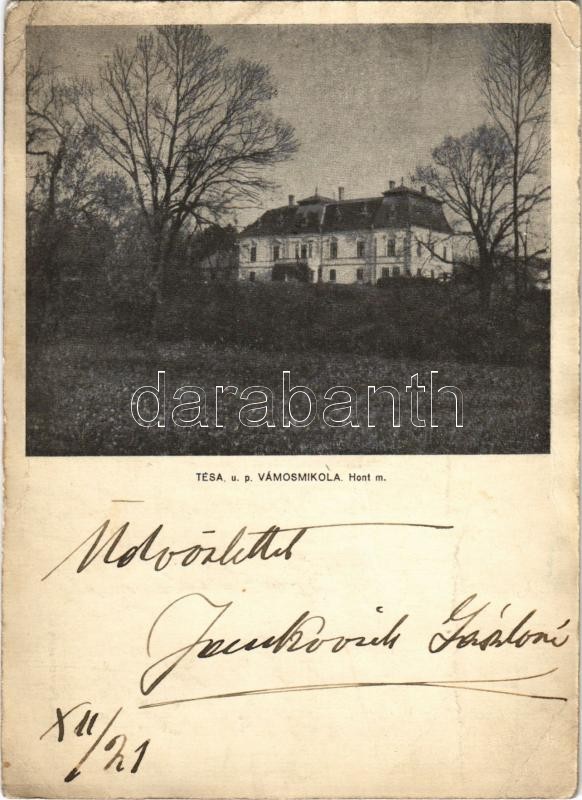 darabanth
TÉSA, u. p. VÁMOSMIKOLA. Hont m.
Üdvözlettel
Jankovich Lászlóné
XII/21